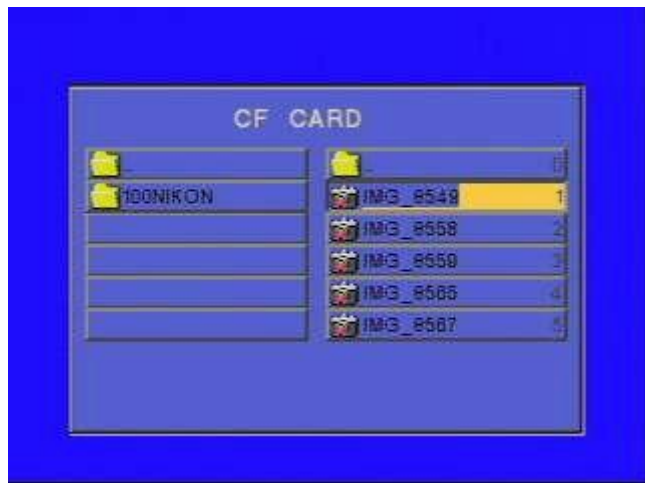 CF CARD
_
_ 0
100NIKON
IMG_8549 1
IMG_8558 2
IMG_8559 3
IMG_8565 4
IMG_8567 5